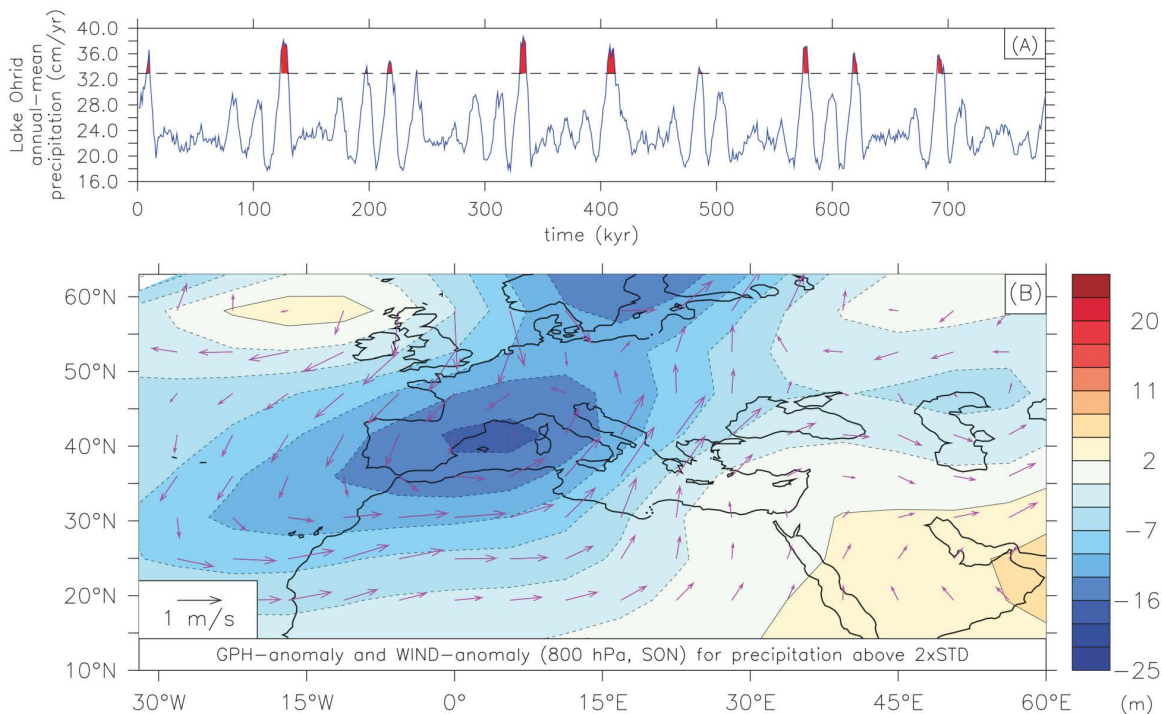 Lake Ohrid
annual-mean
precipitation (cm/yr)
40.0
36.0
32.0
28.0
24.0
20.0
16.0
(A)
0 100 200 300 400 500 600 700
time (kyr)
60°N
50°N
40°N
30°N
20°N
10°N
(B)
1 m/s
GPH-anomaly and WIND-anomaly (800 hPa, SON) for precipitation above 2xSTD
30°W 15°W 0°W 15°E 30°E 45°E 60°E
20
11
2
-7
-16
-25
(m)